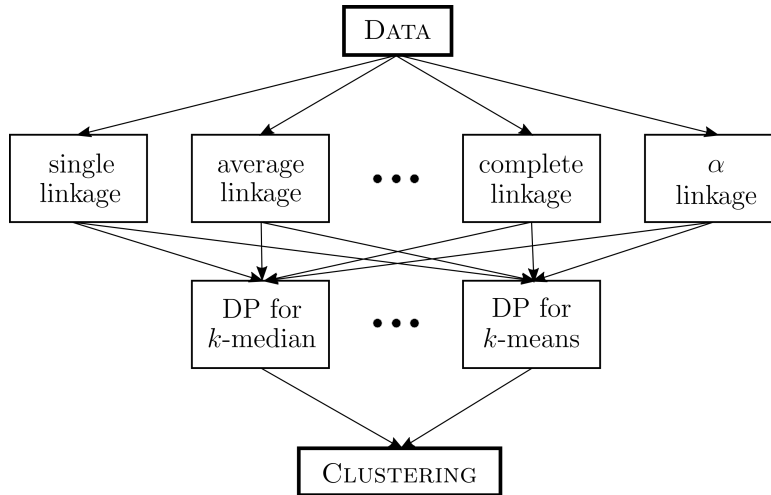 DATA
single
linkage
average
linkage
complete
linkage
α
linkage
DP for
k-median
DP for
k-means
CLUSTERING